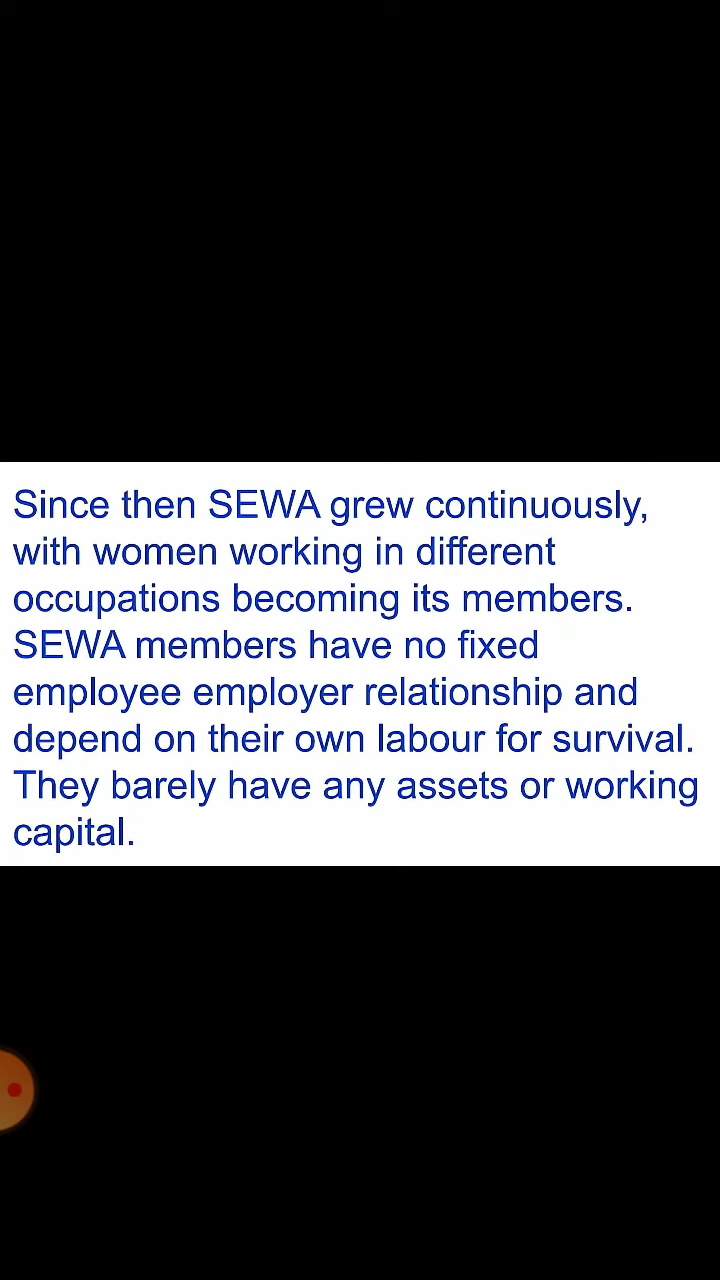 Since then SEWA grew continuously,
with women working in different
occupations becoming its members.
SEWA members have no fixed
employee employer relationship and
depend on their own labour for survival.
They barely have any assets or working
capital.